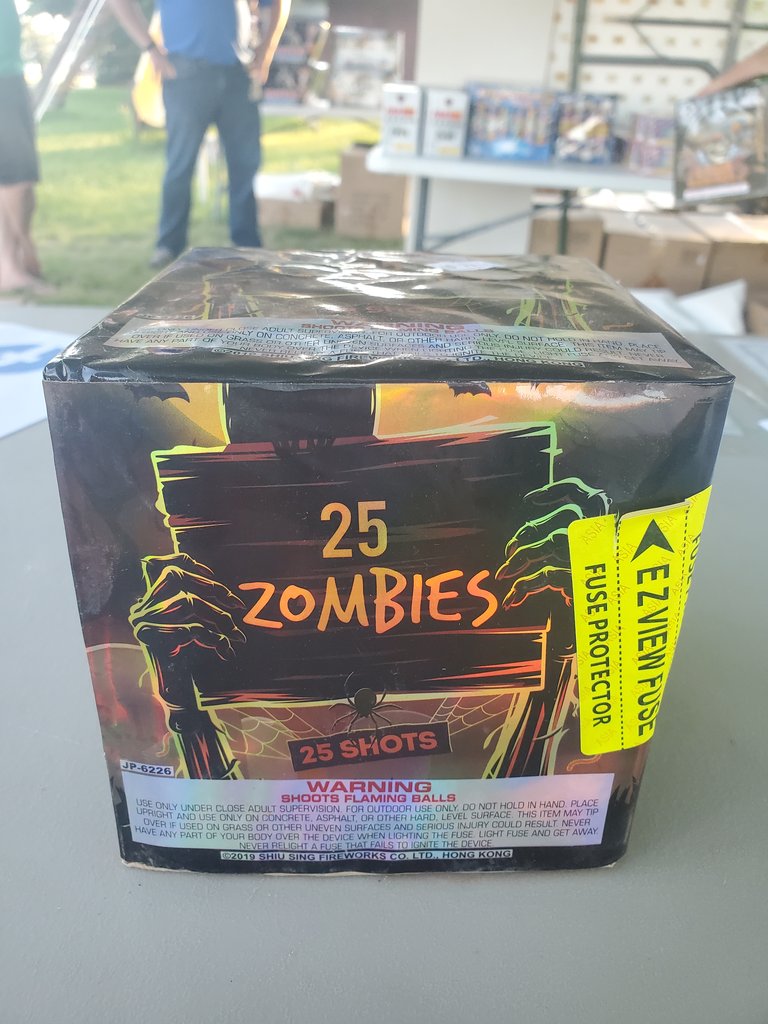 WARNING
25
ZOMBIES
25 SHOTS
JP-6226
WARNING
SHOOTS FLAMING BALLS
USE ONLY UNDER CLOSE ADULT SUPERVISION. FOR OUTDOOR USE ONLY. DO NOT HOLD IN HAND. PLACE
UPRIGHT AND USE ONLY ON CONCRETE, ASPHALT, OR OTHER HARD, LEVEL SURFACE. THIS ITEM MAY TIP
OVER IF USED ON GRASS OR OTHER UNEVEN SURFACES AND SERIOUS INJURY COULD RESULT. NEVER
HAVE ANY PART OF YOUR BODY OVER THE DEVICE WHEN LIGHTING THE FUSE. LIGHT FUSE AND GET AWAY.
NEVER RELIGHT A FUSE THAT FAILS TO IGNITE THE DEVICE
©2019 SHIU SING FIREWORKS CO. LTD., HONG KONG
FUSE PROTECTOR
EZ VIEW FUSE